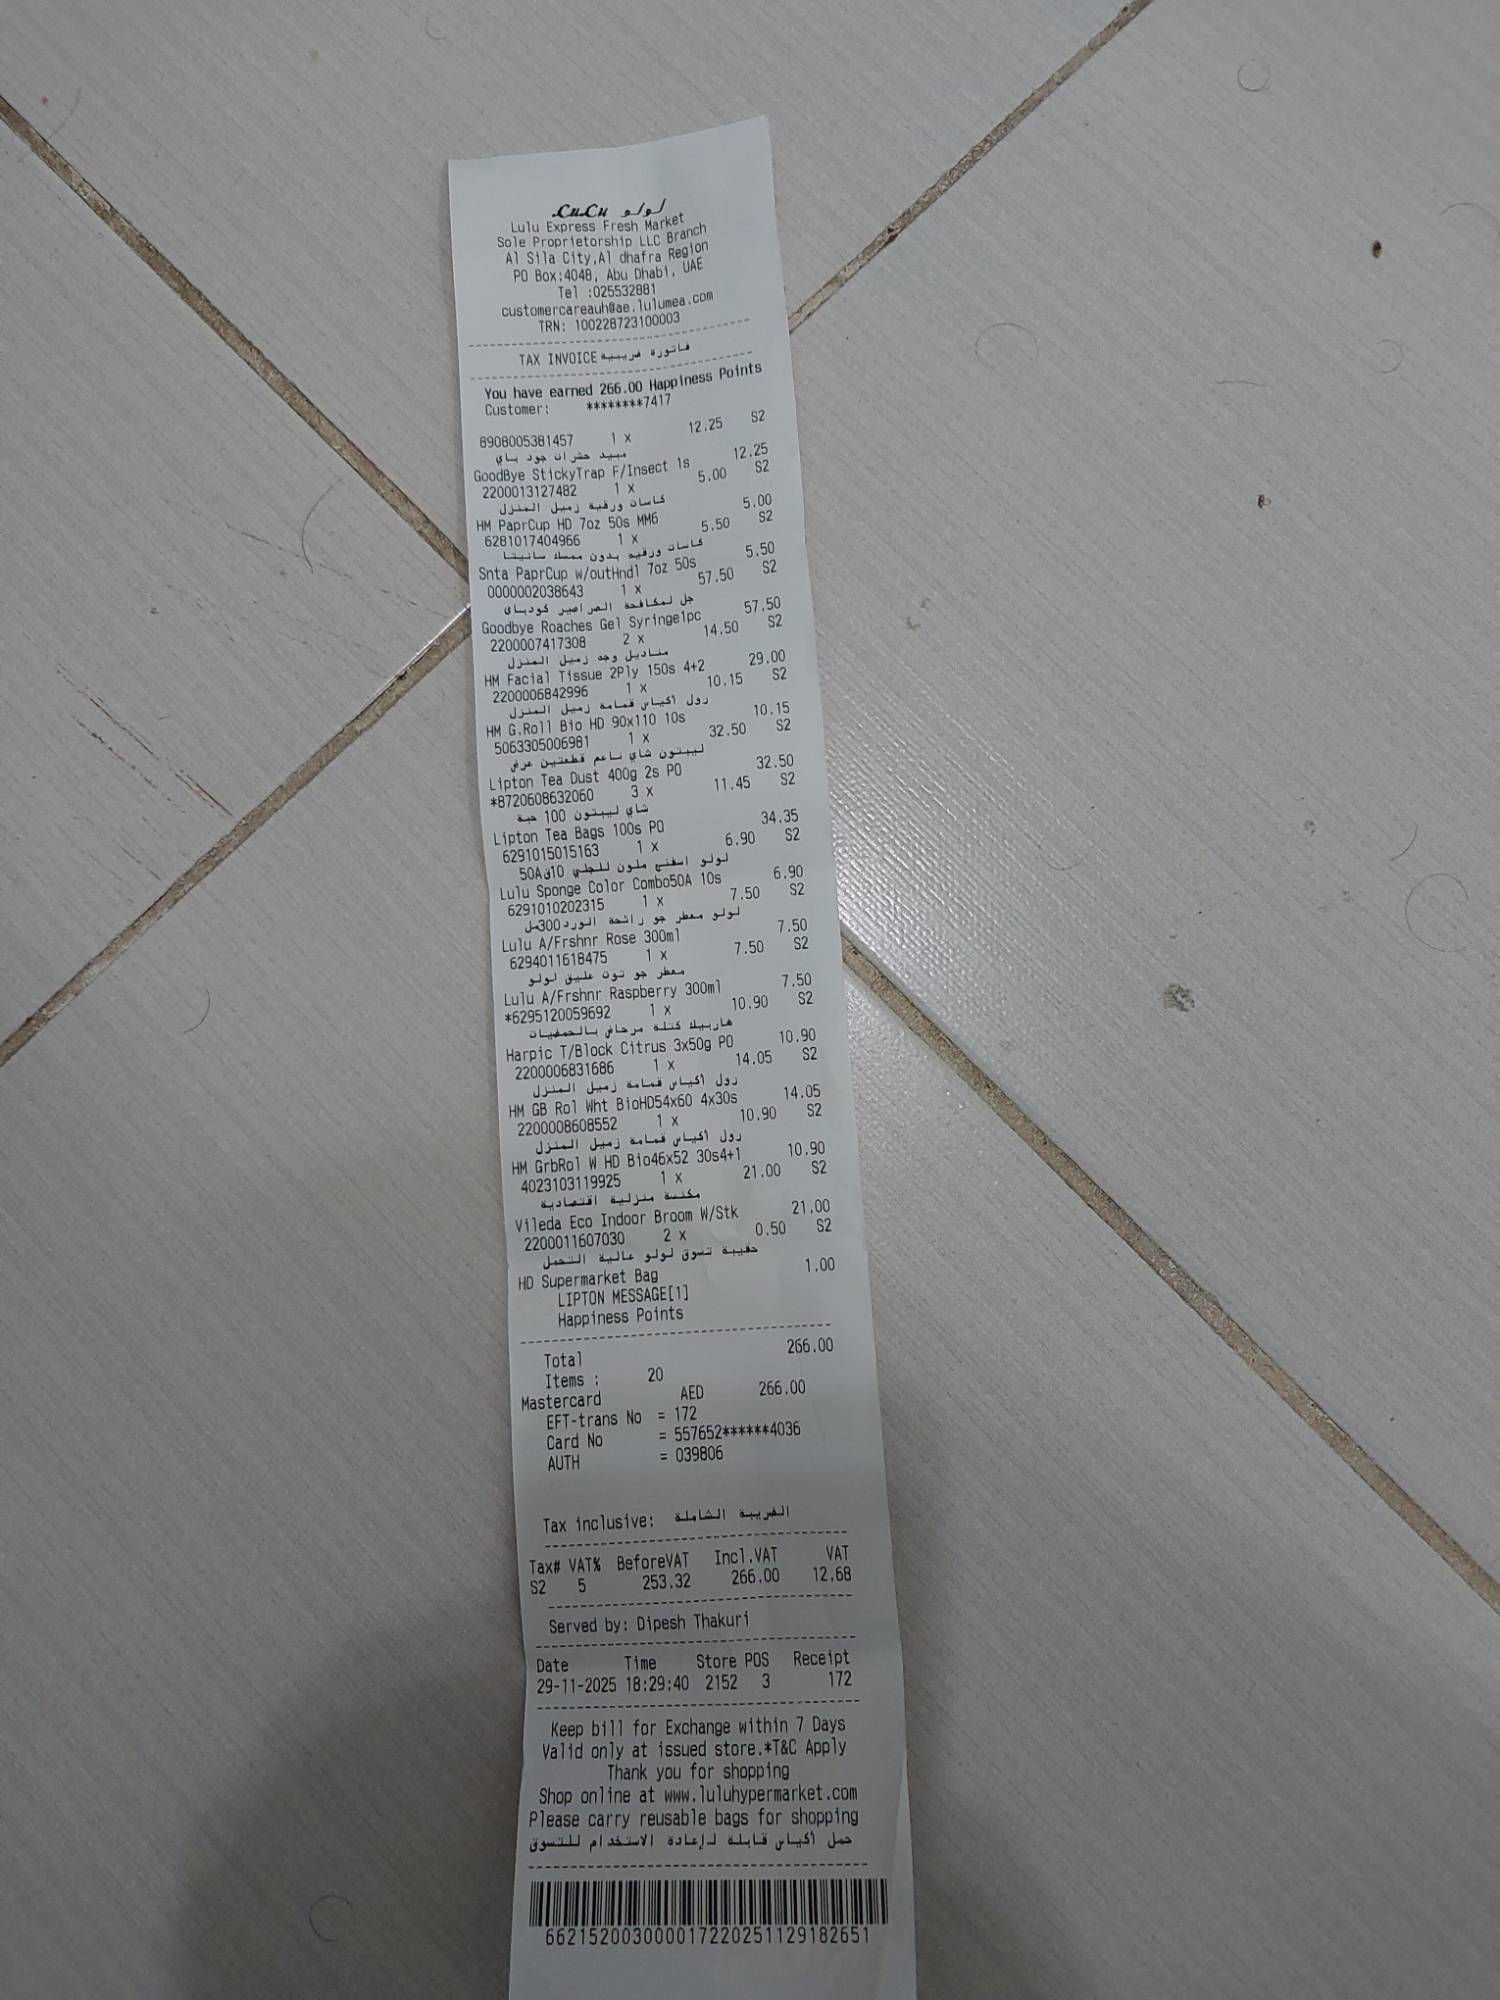 LuLu لولو
Lulu Express Fresh Market
Sole Proprietorship LLC Branch
Al Sila City,Al dhafra Region
PO Box:4048, Abu Dhabi, UAE
Tel :025532881
customercareauh@ae.lulumea.com
TRN: 100228723100003
TAX INVOICE فاتورة ضريبية
You have earned 266.00 Happiness Points
Customer: ********7417
8908005381457 1 x 12.25 S2
مبيد حشرات جود باي
GoodBye StickyTrap F/Insect 1s 12.25
2200013127482 1 x 5.00 S2
كاسات ورقية زميل المنزل
HM PaprCup HD 7oz 50s MM6 5.00
6281017404966 1 x 5.50 S2
كاسات ورقيه بدون ممسك سانيتا
Snta PaprCup w/outHndl 7oz 50s 5.50
0000002038643 1 x 57.50 S2
جل لمكافحة الصراصير كودباى
Goodbye Roaches Gel Syringe1pc 57.50
2200007417308 2 x 14.50 S2
مناديل وجه زميل المنزل
HM Facial Tissue 2Ply 150s 4+2 29.00
2200006842996 1 x 10.15 S2
رول أكياس قمامة زميل المنزل
HM G.Roll Bio HD 90x110 10s 10.15
5063305006981 1 x 32.50 S2
ليبتون شاي ناعم قطعتين عرض
Lipton Tea Dust 400g 2s PO 32.50
*8720608632060 3 x 11.45 S2
شاي ليبتون 100 حبة
Lipton Tea Bags 100s PO 34.35
6291015015163 1 x 6.90 S2
لولو اسفنج ملون للجلي 10ق50A
Lulu Sponge Color Combo50A 10s 6.90
6291010202315 1 x 7.50 S2
لولو معطر جو رائحة الورد300مل
Lulu A/Frshnr Rose 300ml 7.50
6294011618475 1 x 7.50 S2
معطر جو توت عليق لولو
Lulu A/Frshnr Raspberry 300ml 7.50
*6295120059692 1 x 10.90 S2
هاربيك كتلة مرحاض بالحمضيات
Harpic T/Block Citrus 3x50g PO 10.90
2200006831686 1 x 14.05 S2
رول أكياس قمامة زميل المنزل
HM GB Rol Wht BioHD54x60 4x30s 14.05
2200008608552 1 x 10.90 S2
رول أكياس قمامة زميل المنزل
HM GrbRol W HD Bio46x52 30s4+1 10.90
4023103119925 1 x 21.00 S2
مكنسة منزلية اقتصادية
Vileda Eco Indoor Broom W/Stk 21.00
2200011607030 2 x 0.50 S2
حقيبة تسوق لولو عالية التحمل
HD Supermarket Bag 1.00
LIPTON MESSAGE[1]
Happiness Points
Total 266.00
Items : 20
Mastercard AED 266.00
EFT-trans No = 172
Card No = 557652******4036
AUTH = 039806
Tax inclusive: الضريبة الشاملة
Tax# VAT% BeforeVAT Incl.VAT VAT
S2 5 253.32 266.00 12.68
Served by: Dipesh Thakuri
Date Time Store POS Receipt
29-11-2025 18:29:40 2152 3 172
Keep bill for Exchange within 7 Days
Valid only at issued store.*T&C Apply
Thank you for shopping
Shop online at www.luluhypermarket.com
Please carry reusable bags for shopping
حمل أكياس قابله لإعادة الاستخدام للتسوق
662152003000017220251129182651